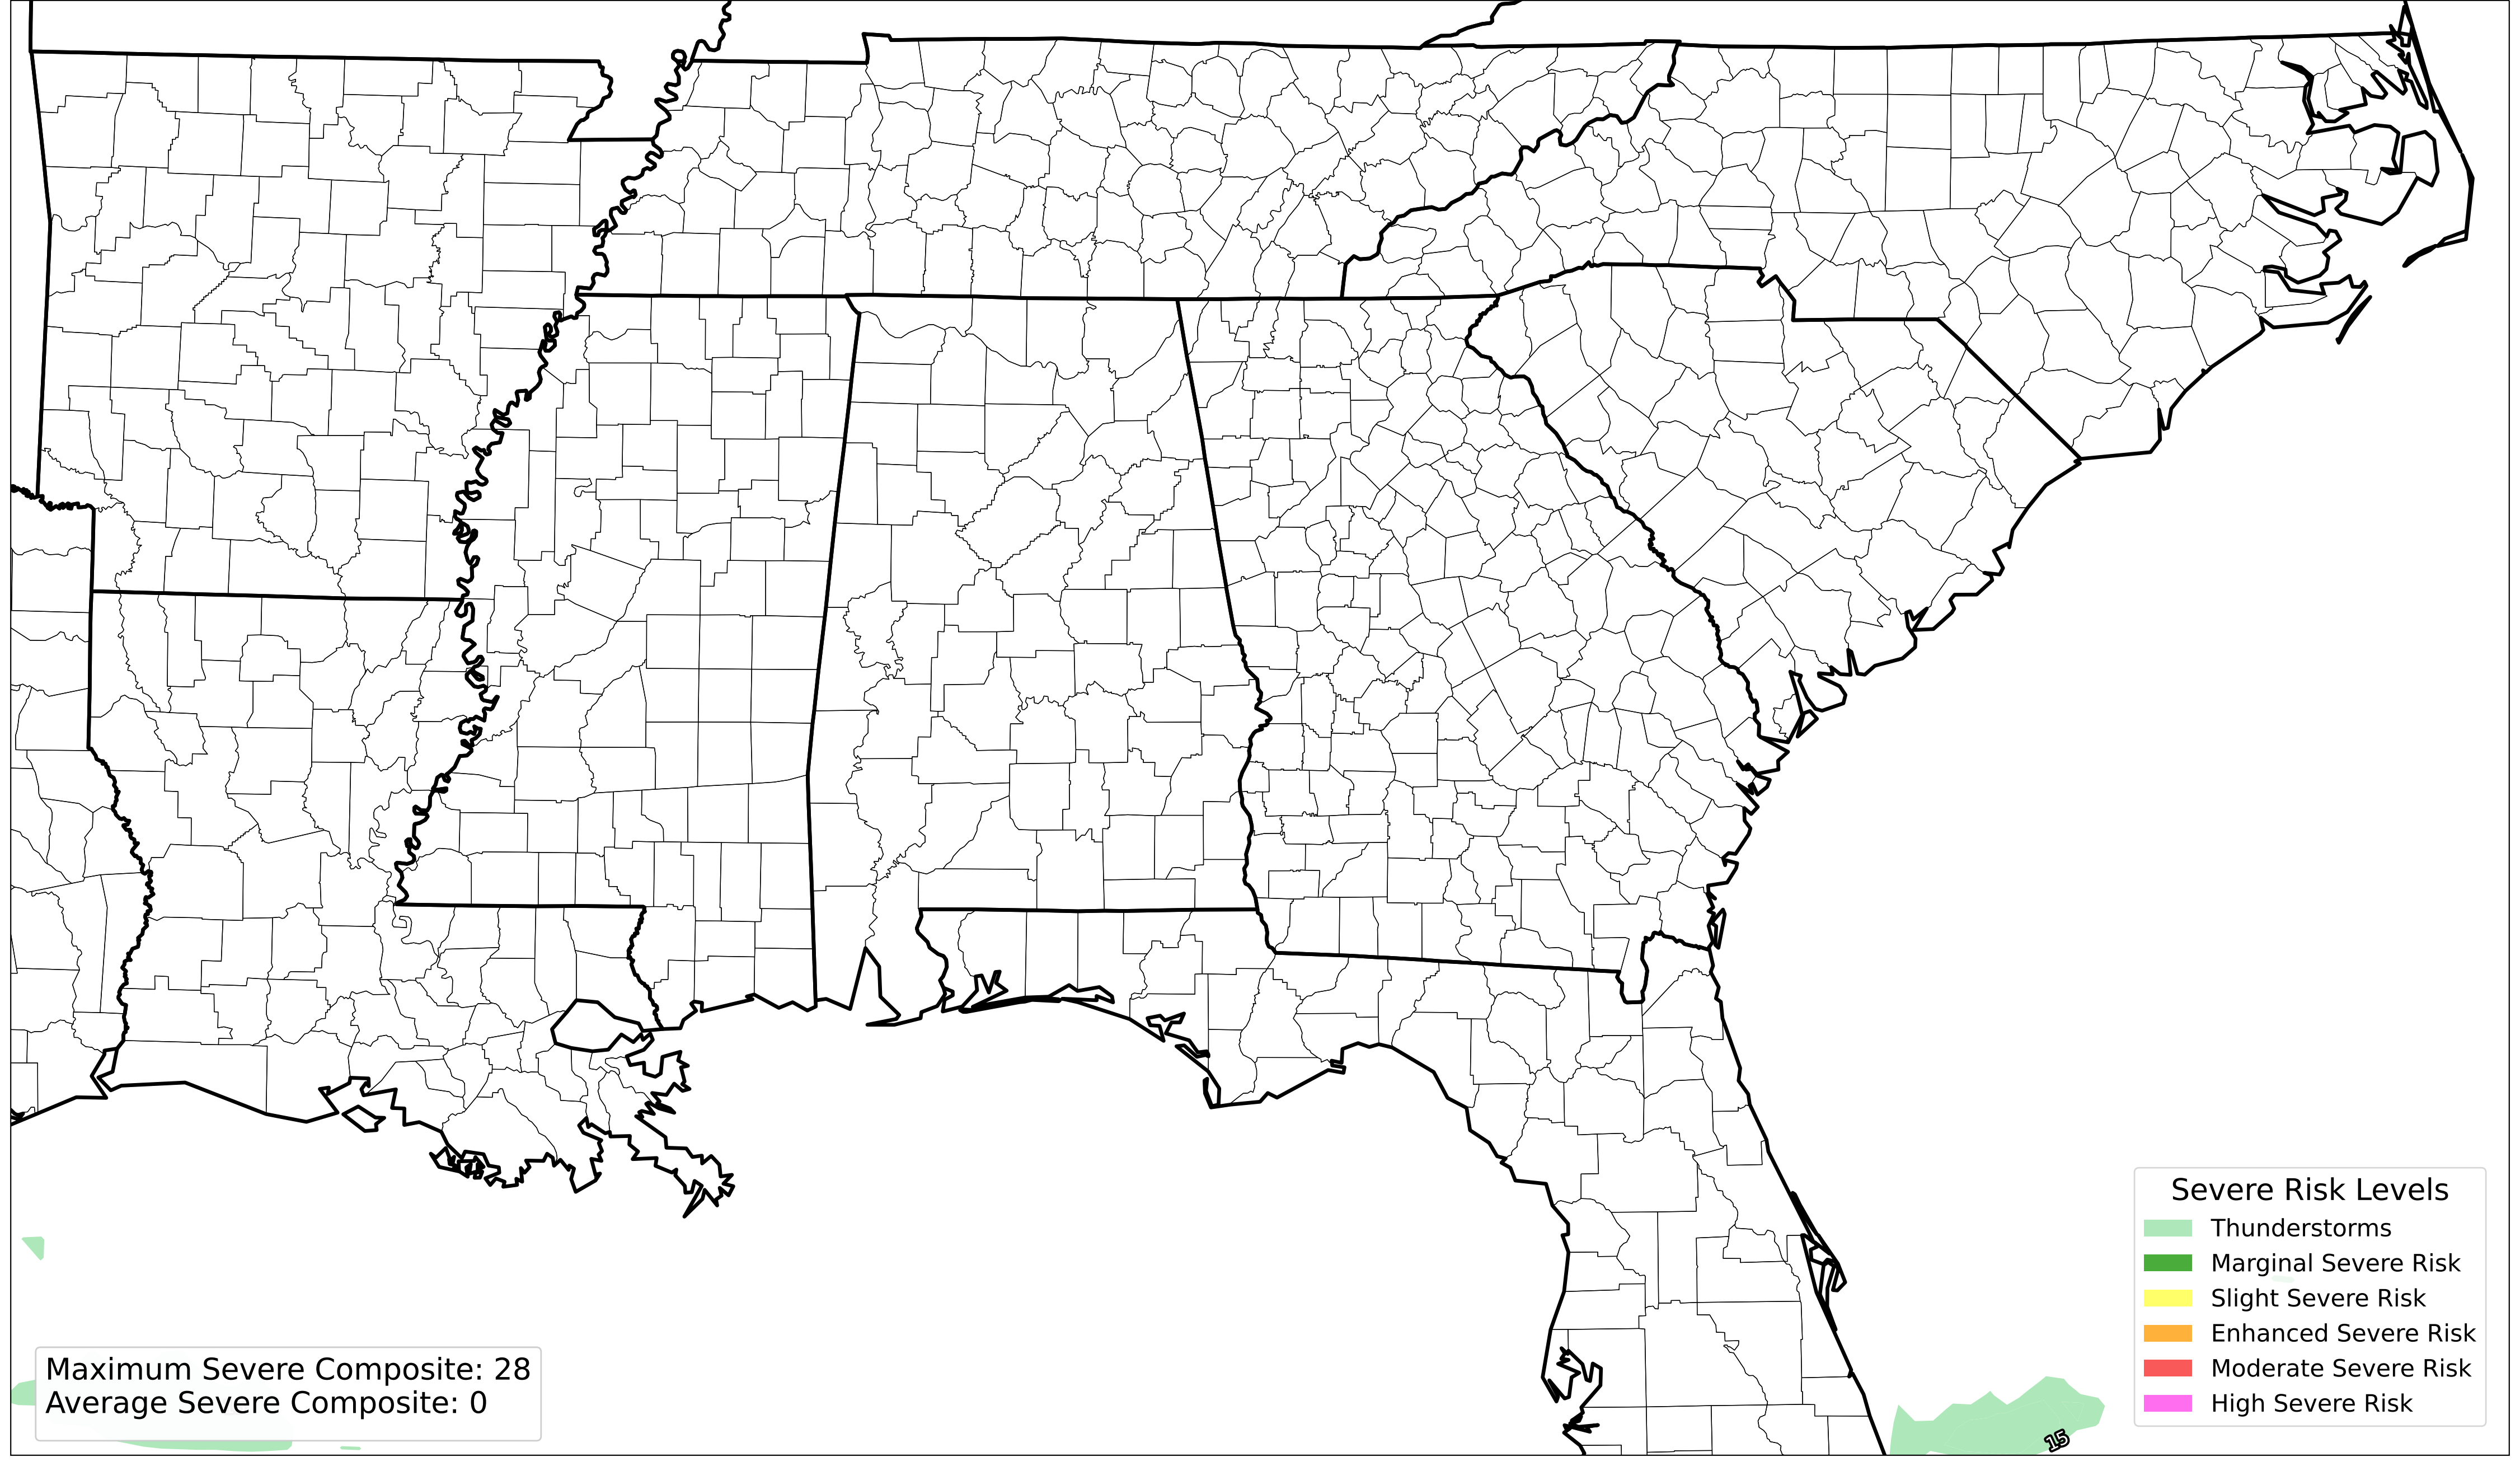 Maximum Severe Composite: 28
Average Severe Composite: 0
Severe Risk Levels
Thunderstorms
Marginal Severe Risk
Slight Severe Risk
Enhanced Severe Risk
Moderate Severe Risk
High Severe Risk
15